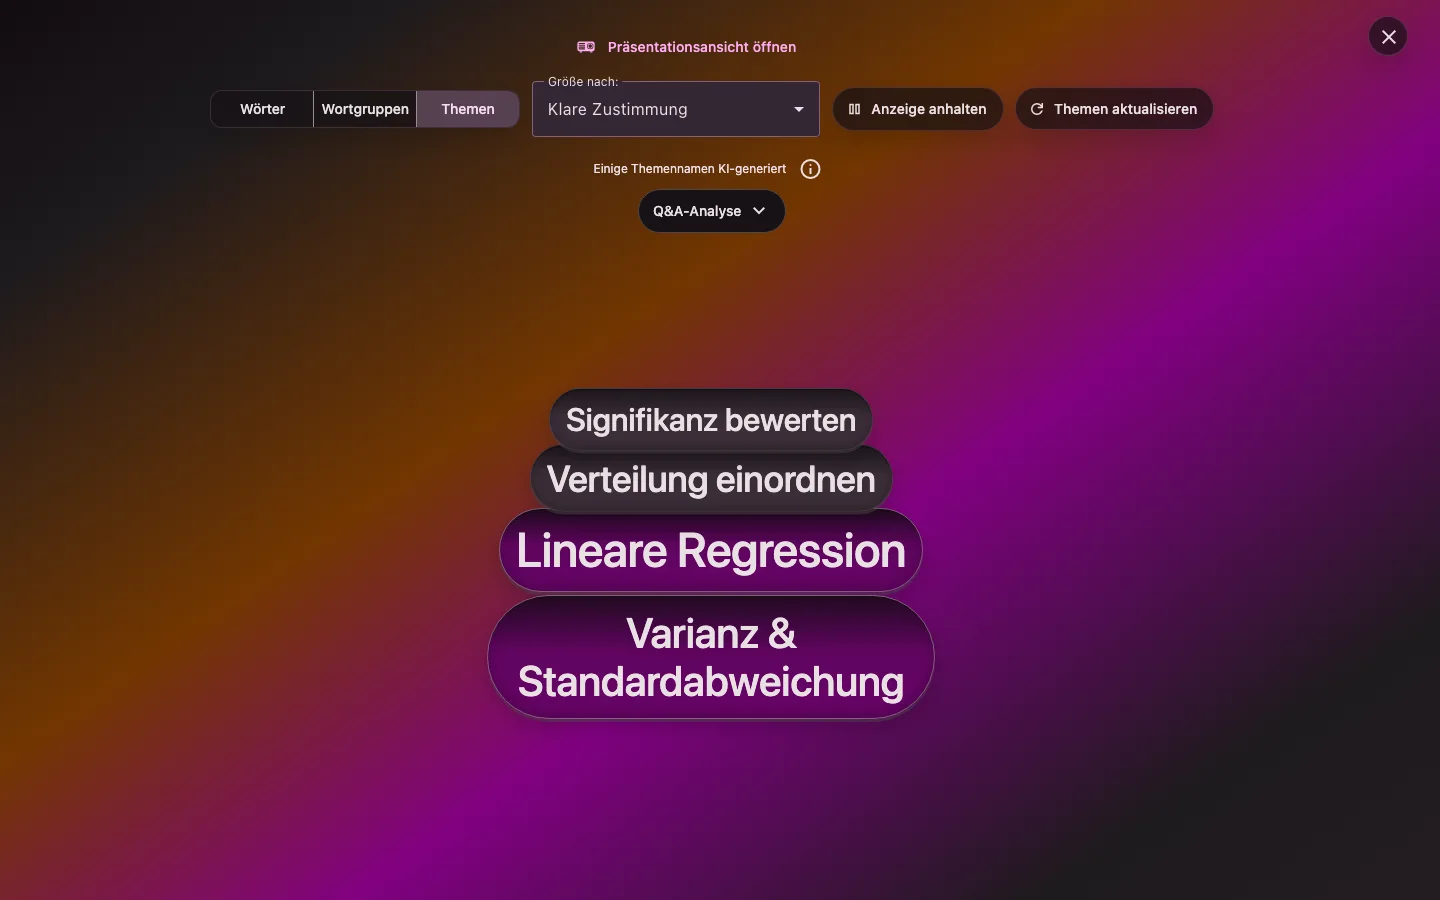 Präsentationsansicht öffnen
Größe nach:
Wörter
Wortgruppen
Themen
Klare Zustimmung
Anzeige anhalten
Themen aktualisieren
Einige Themennamen KI-generiert
Q&A-Analyse
Signifikanz bewerten
Verteilung einordnen
Lineare Regression
Varianz &
Standardabweichung